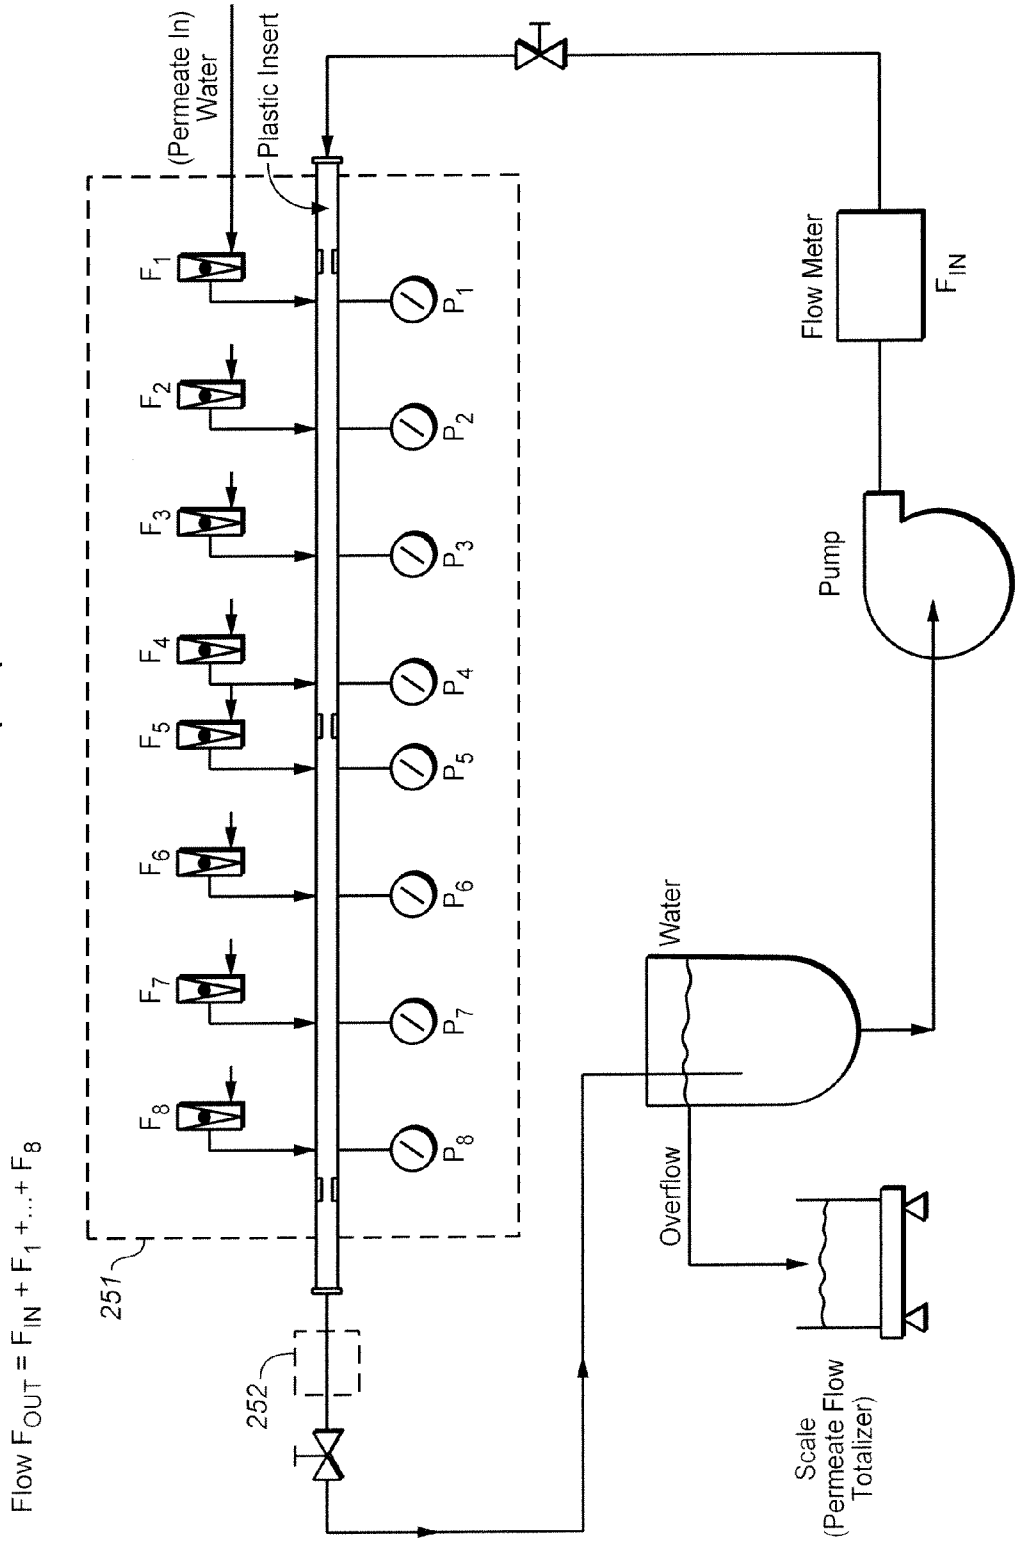 Flow F_OUT = F_IN + F_1 +...+ F_8
251
252
F_8
F_7
F_6
F_5
F_4
F_3
F_2
F_1
(Permeate In)
Water
Plastic Insert
P_8
P_7
P_6
P_5
P_4
P_3
P_2
P_1
Overflow
Water
Pump
Flow Meter
F_IN
Scale
(Permeate Flow
Totalizer)